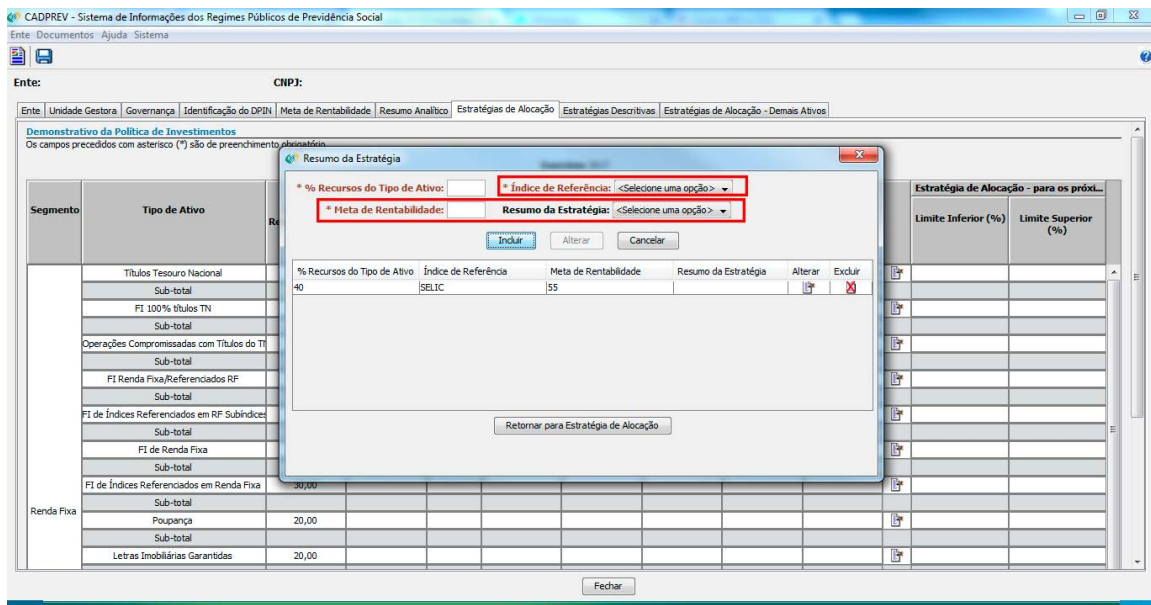 CADPREV - Sistema de Informações dos Regimes Públicos de Previdência Social
Ente Documentos Ajuda Sistema
Ente: CNPJ:
Ente Unidade Gestora Governança Identificação do DPIN Meta de Rentabilidade Resumo Analítico Estratégias de Alocação Estratégias Descritivas Estratégias de Alocação - Demais Ativos
Demonstrativo da Política de Investimentos
Os campos precedidos com asterisco (*) são de preenchimento obrigatório
Resumo da Estratégia
* % Recursos do Tipo de Ativo: * Índice de Referência: <Selecione uma opção>
* Meta de Rentabilidade: Resumo da Estratégia: <Selecione uma opção>
Incluir Alterar Cancelar
% Recursos do Tipo de Ativo Índice de Referência Meta de Rentabilidade Resumo da Estratégia Alterar Excluir
40 SELIC 55
Retornar para Estratégia de Alocação
Segmento Tipo de Ativo Re
Estratégia de Alocação - para os próxi...
Limite Inferior (%) Limite Superior (%)
Títulos Tesouro Nacional
Sub-total
FI 100% títulos TN
Sub-total
Operações Compromissadas com Títulos do TN
Sub-total
FI Renda Fixa/Referenciados RF
Sub-total
FI de Índices Referenciados em RF Subíndices
Sub-total
FI de Renda Fixa
Sub-total
FI de Índices Referenciados em Renda Fixa 30,00
Sub-total
Renda Fixa
Poupança 20,00
Sub-total
Letras Imobiliárias Garantidas 20,00
Fechar